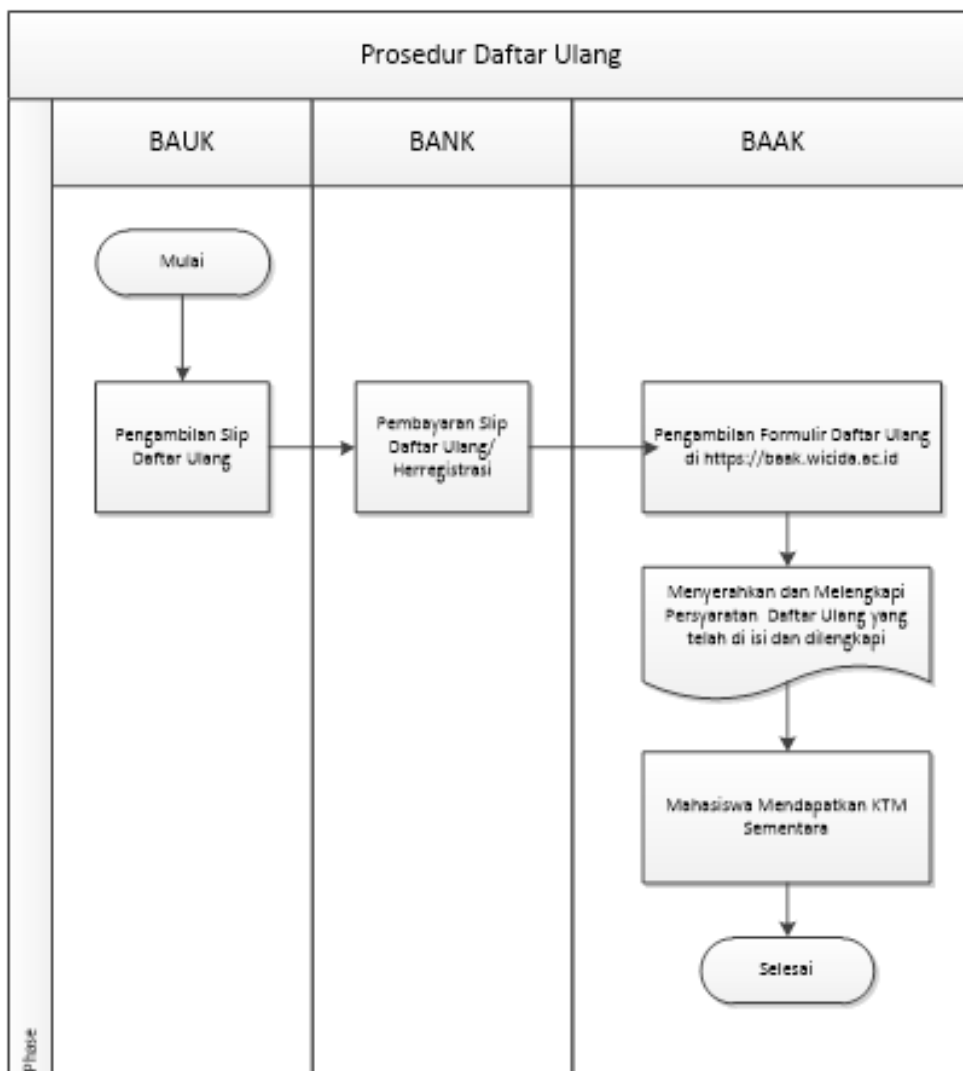 Prosedur Daftar Ulang
BAUK
BANK
BAAK
Mulai
Pengambilan Slip
Daftar Ulang
Pembayaran Slip
Daftar Ulang/
Herregistrasi
Pengambilan Formulir Daftar Ulang
di https://baak.wicida.ac.id
Menyerahkan dan Melengkapi
Persyaratan Daftar Ulang yang
telah di isi dan dilengkapi
Mahasiswa Mendapatkan KTM
Sementara
Selesai
Phase